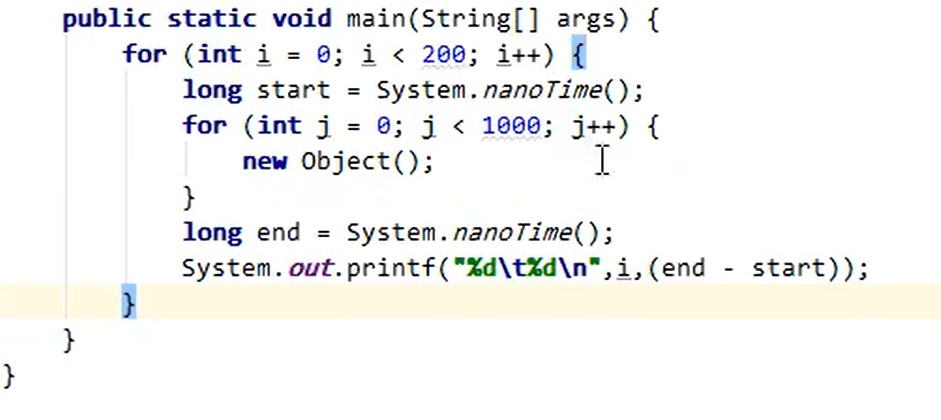 public static void main(String[] args) {
for (int i = 0; i < 200; i++) {
long start = System.nanoTime();
for (int j = 0; j < 1000; j++) {
new Object();
}
long end = System.nanoTime();
System.out.printf("%d\t%d\n",i,(end - start));
}
}
}